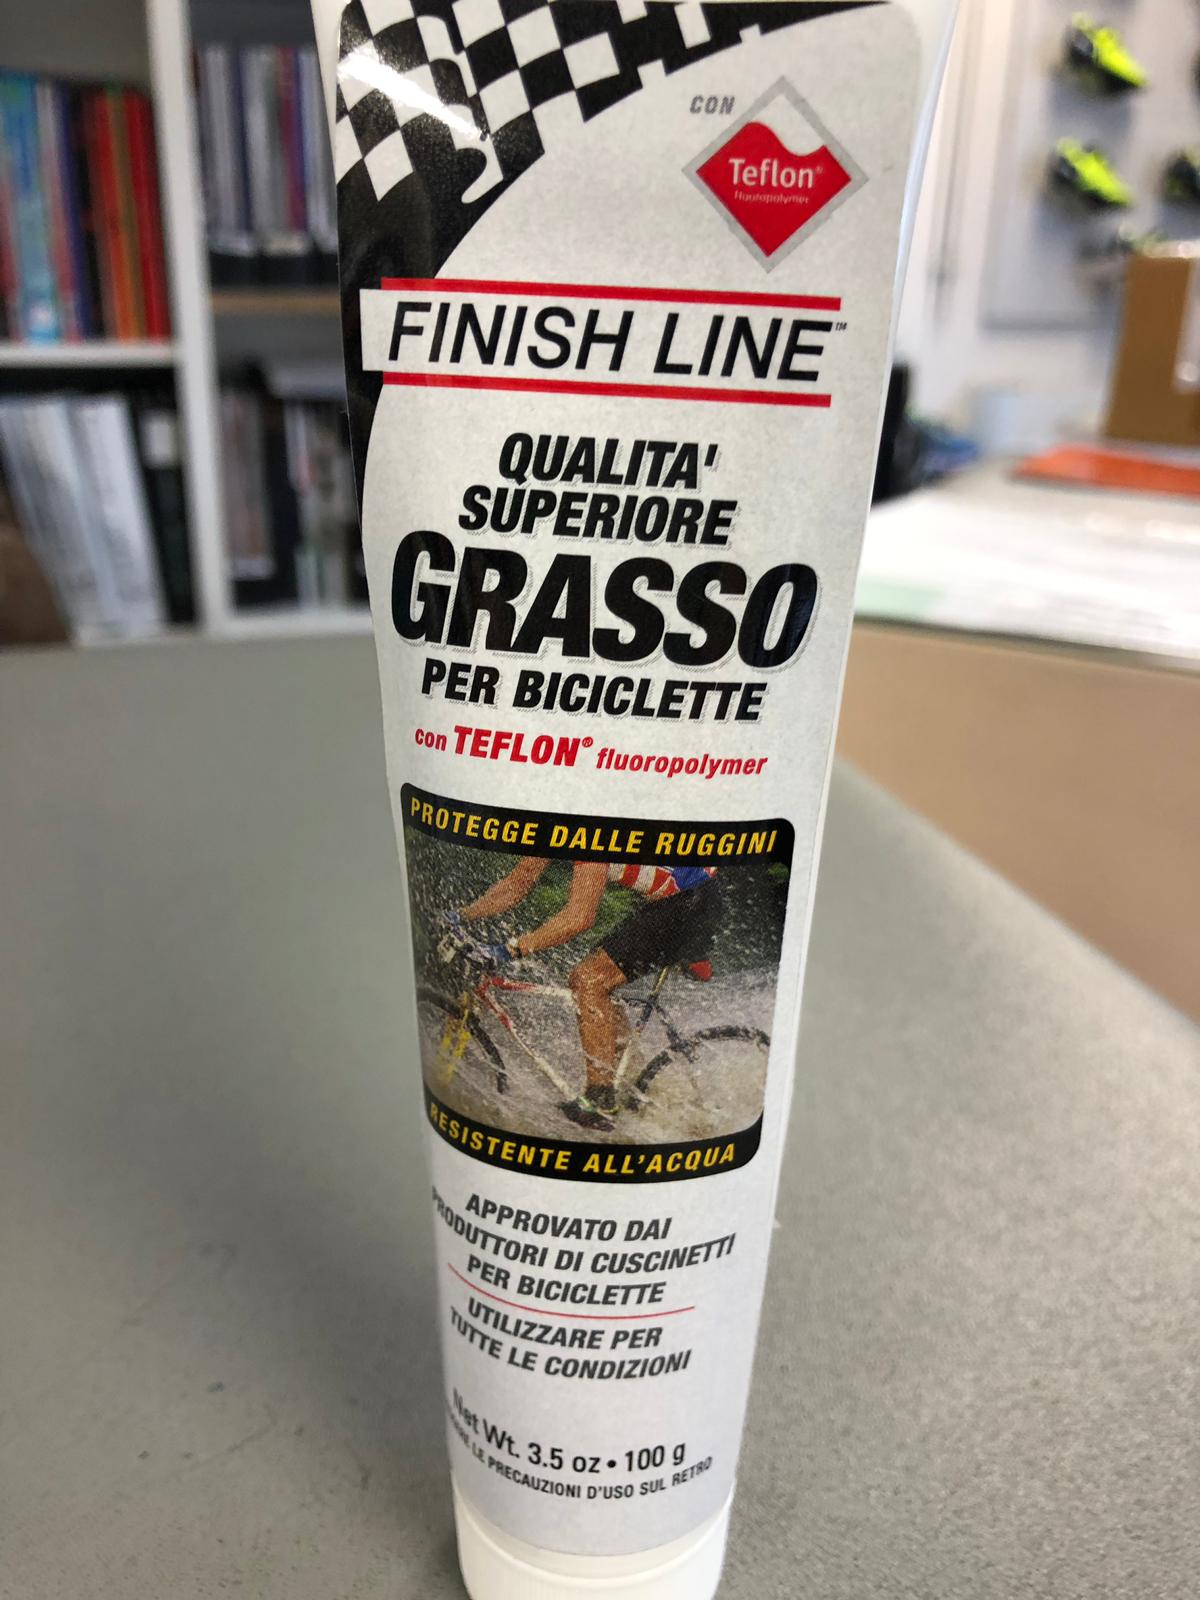 CON
Teflon®
fluoropolymer
FINISH LINE™
QUALITA'
SUPERIORE
GRASSO
PER BICICLETTE
con TEFLON® fluoropolymer
PROTEGGE DALLE RUGGINI
RESISTENTE ALL'ACQUA
APPROVATO DAI
PRODUTTORI DI CUSCINETTI
PER BICICLETTE
UTILIZZARE PER
TUTTE LE CONDIZIONI
Net Wt. 3.5 oz • 100 g
LE PRECAUZIONI D'USO SUL RETRO